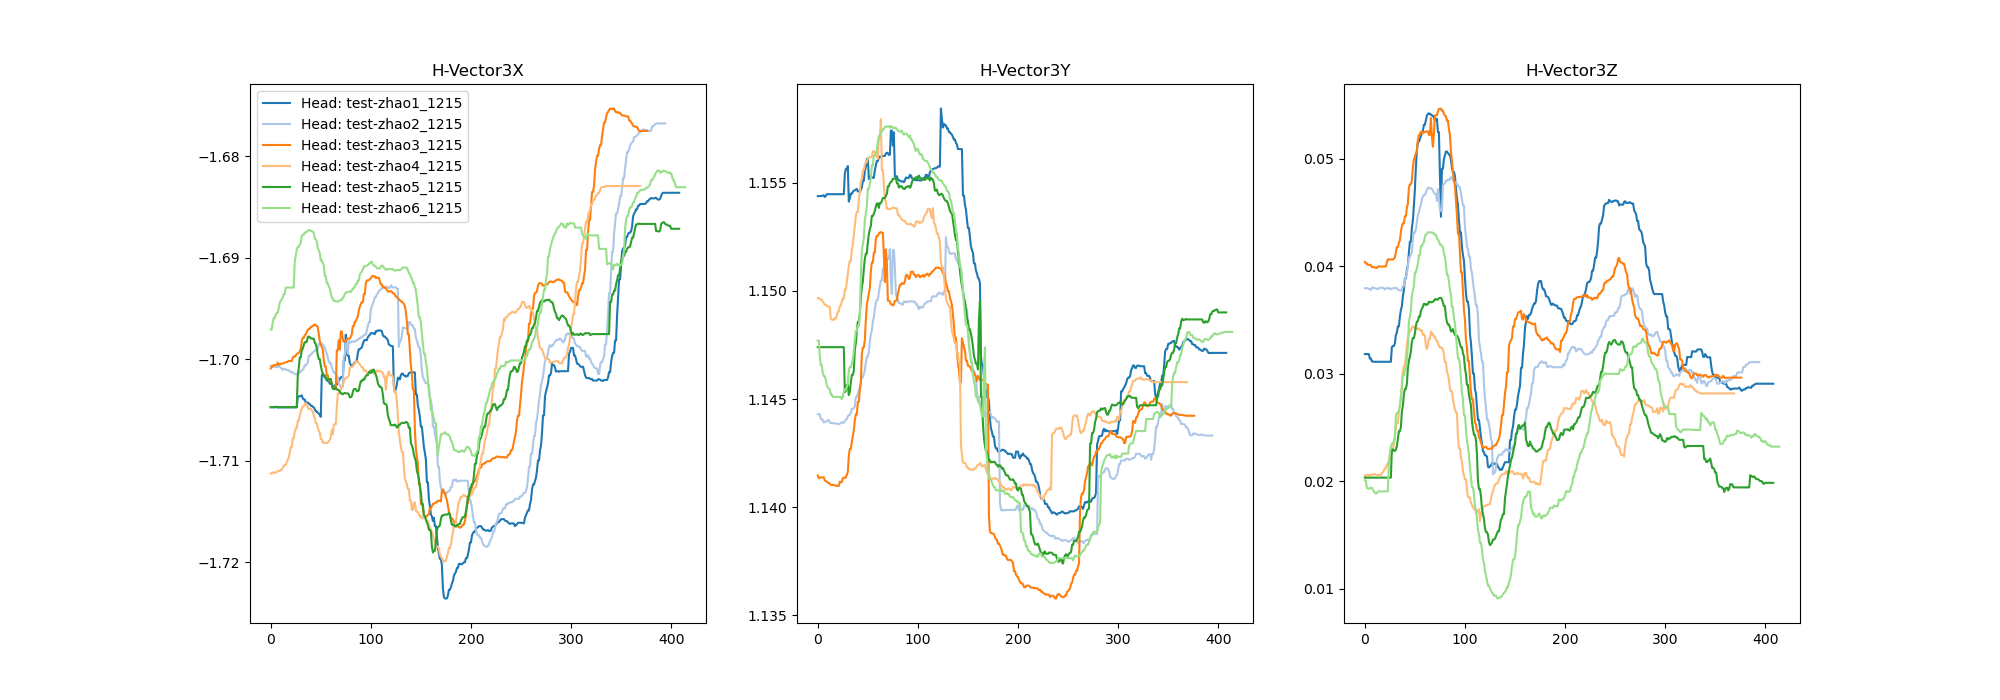 H-Vector3X
Head: test-zhao1_1215
Head: test-zhao2_1215
Head: test-zhao3_1215
Head: test-zhao4_1215
Head: test-zhao5_1215
Head: test-zhao6_1215
−1.68
−1.69
−1.70
−1.71
−1.72
0 100 200 300 400
H-Vector3Y
1.155
1.150
1.145
1.140
1.135
0 100 200 300 400
H-Vector3Z
0.05
0.04
0.03
0.02
0.01
0 100 200 300 400